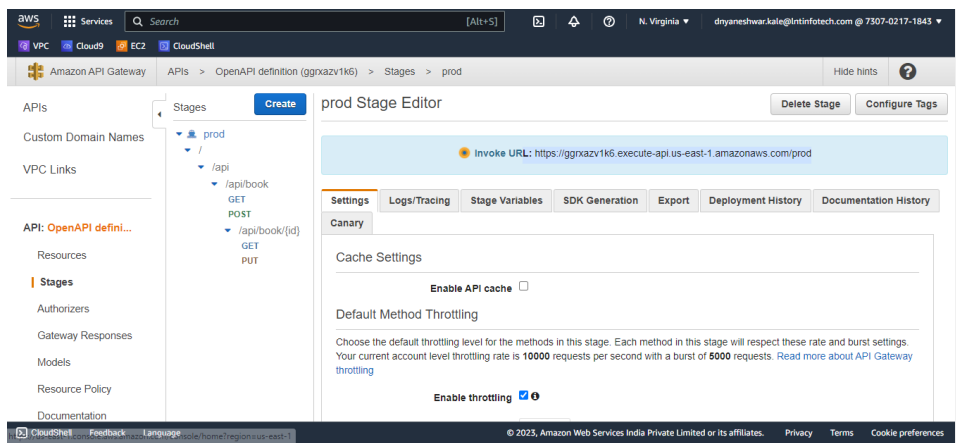 aws Services Search [Alt+S] N. Virginia dnyaneshwar.kale@lntinfotech.com @ 7307-0217-1843
VPC Cloud9 EC2 CloudShell
Amazon API Gateway APIs > OpenAPI definition (ggrxazv1k6) > Stages > prod Hide hints ?
APIs
Custom Domain Names
VPC Links
API: OpenAPI defini...
Resources
Stages
Authorizers
Gateway Responses
Models
Resource Policy
Documentation
Stages Create
prod
/
/api
/api/book
GET
POST
/api/book/{id}
GET
PUT
prod Stage Editor Delete Stage Configure Tags
Invoke URL: https://ggrxazv1k6.execute-api.us-east-1.amazonaws.com/prod
Settings Logs/Tracing Stage Variables SDK Generation Export Deployment History Documentation History
Canary
Cache Settings
Enable API cache
Default Method Throttling
Choose the default throttling level for the methods in this stage. Each method in this stage will respect these rate and burst settings.
Your current account level throttling rate is 10000 requests per second with a burst of 5000 requests. Read more about API Gateway
throttling
Enable throttling
CloudShell Feedback Language © 2023, Amazon Web Services India Private Limited or its affiliates. Privacy Terms Cookie preferences